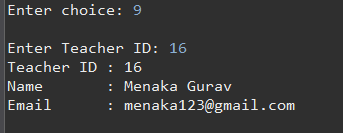 Enter choice: 9
Enter Teacher ID: 16
Teacher ID : 16
Name       : Menaka Gurav
Email      : menaka123@gmail.com